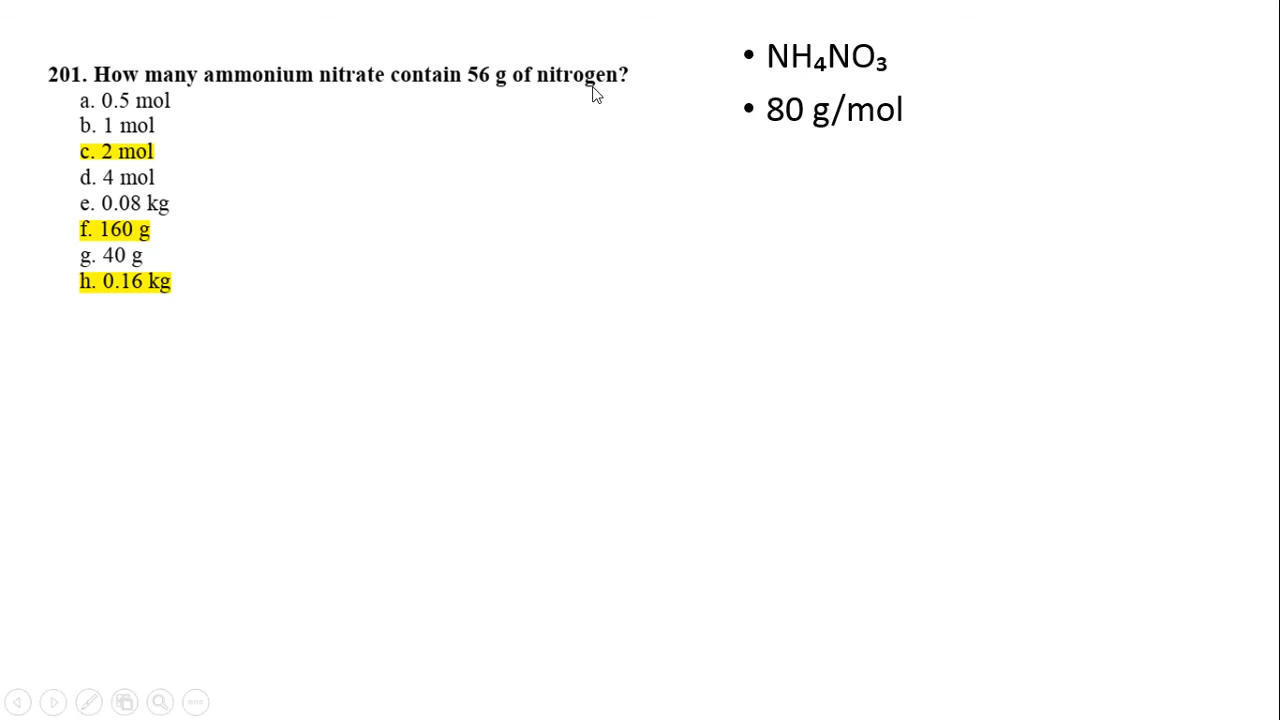 201. How many ammonium nitrate contain 56 g of nitrogen?
a. 0.5 mol
b. 1 mol
c. 2 mol
d. 4 mol
e. 0.08 kg
f. 160 g
g. 40 g
h. 0.16 kg
• NH₄NO₃
• 80 g/mol